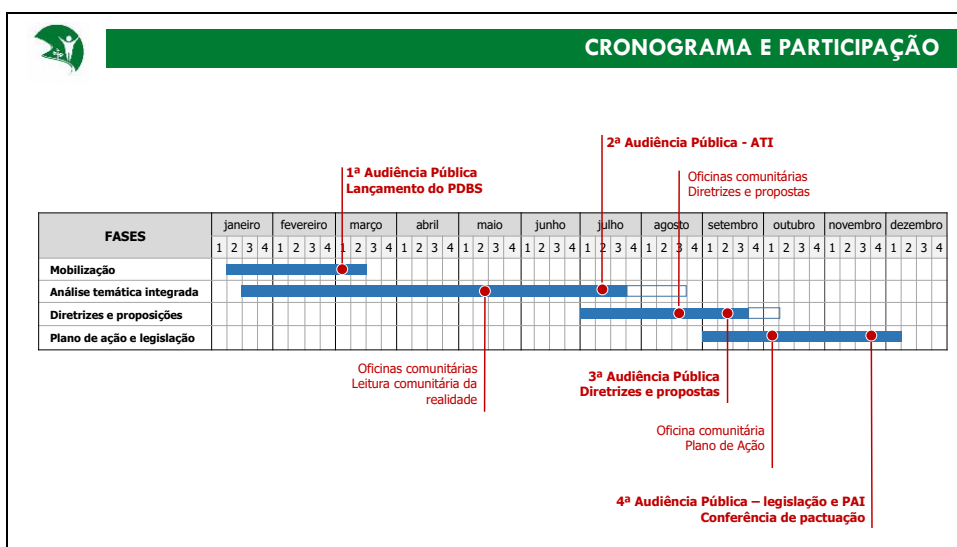 CRONOGRAMA E PARTICIPAÇÃO
2ª Audiência Pública - ATI
1ª Audiência Pública
Lançamento do PDBS
Oficinas comunitárias
Diretrizes e propostas
FASES
janeiro fevereiro março abril maio junho julho agosto setembro outubro novembro dezembro
1 2 3 4 1 2 3 4 1 2 3 4 1 2 3 4 1 2 3 4 1 2 3 4 1 2 3 4 1 2 3 4 1 2 3 4 1 2 3 4 1 2 3 4 1 2 3 4
Mobilização
Análise temática integrada
Diretrizes e proposições
Plano de ação e legislação
Oficinas comunitárias
Leitura comunitária da
realidade
3ª Audiência Pública
Diretrizes e propostas
Oficina comunitária
Plano de Ação
4ª Audiência Pública – legislação e PAI
Conferência de pactuação